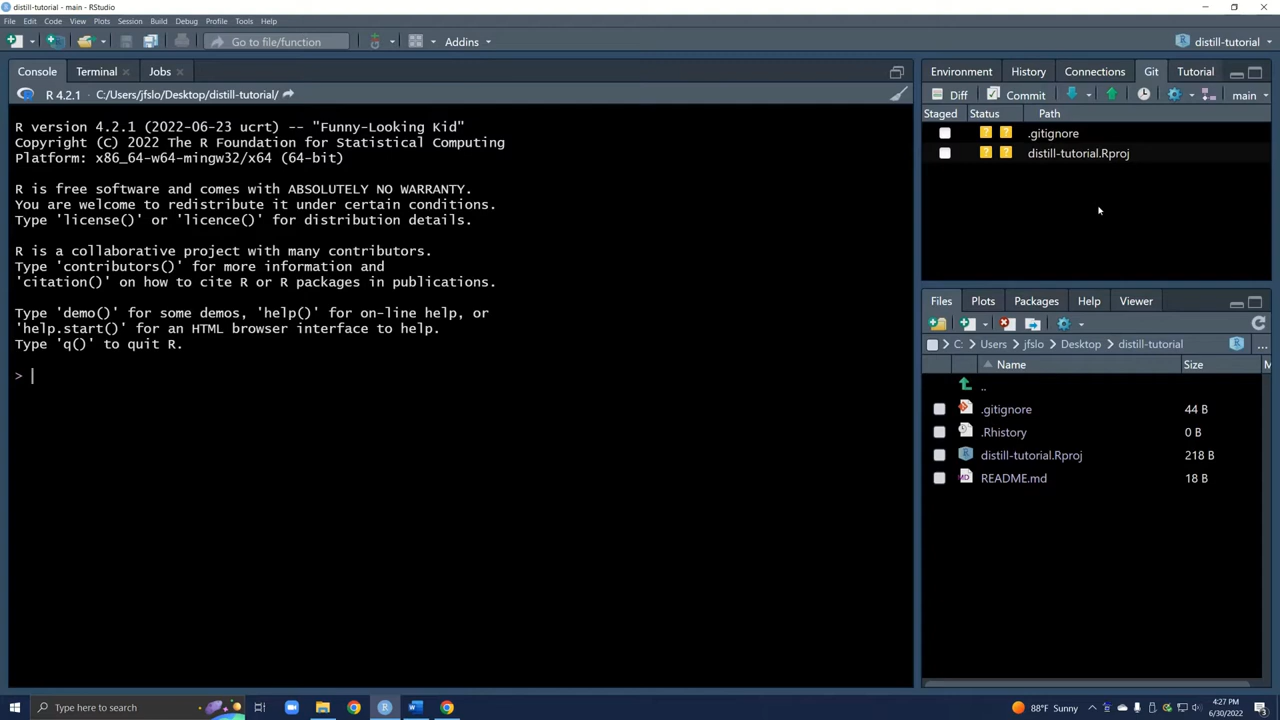 distill-tutorial - main - RStudio
File Edit Code View Plots Session Build Debug Profile Tools Help
Go to file/function
Addins
distill-tutorial
Console Terminal Jobs
R 4.2.1 C:/Users/jfslo/Desktop/distill-tutorial/
R version 4.2.1 (2022-06-23 ucrt) -- "Funny-Looking Kid"
Copyright (C) 2022 The R Foundation for Statistical Computing
Platform: x86_64-w64-mingw32/x64 (64-bit)
R is free software and comes with ABSOLUTELY NO WARRANTY.
You are welcome to redistribute it under certain conditions.
Type 'license()' or 'licence()' for distribution details.
R is a collaborative project with many contributors.
Type 'contributors()' for more information and
'citation()' on how to cite R or R packages in publications.
Type 'demo()' for some demos, 'help()' for on-line help, or
'help.start()' for an HTML browser interface to help.
Type 'q()' to quit R.
>
Environment History Connections Git Tutorial
Diff Commit main
Staged Status Path
? ? .gitignore
? ? distill-tutorial.Rproj
Files Plots Packages Help Viewer
C: Users jfslo Desktop distill-tutorial ...
Name Size M
..
.gitignore 44 B
.Rhistory 0 B
distill-tutorial.Rproj 218 B
README.md 18 B
Type here to search
88°F Sunny
4:27 PM
6/30/2022
3